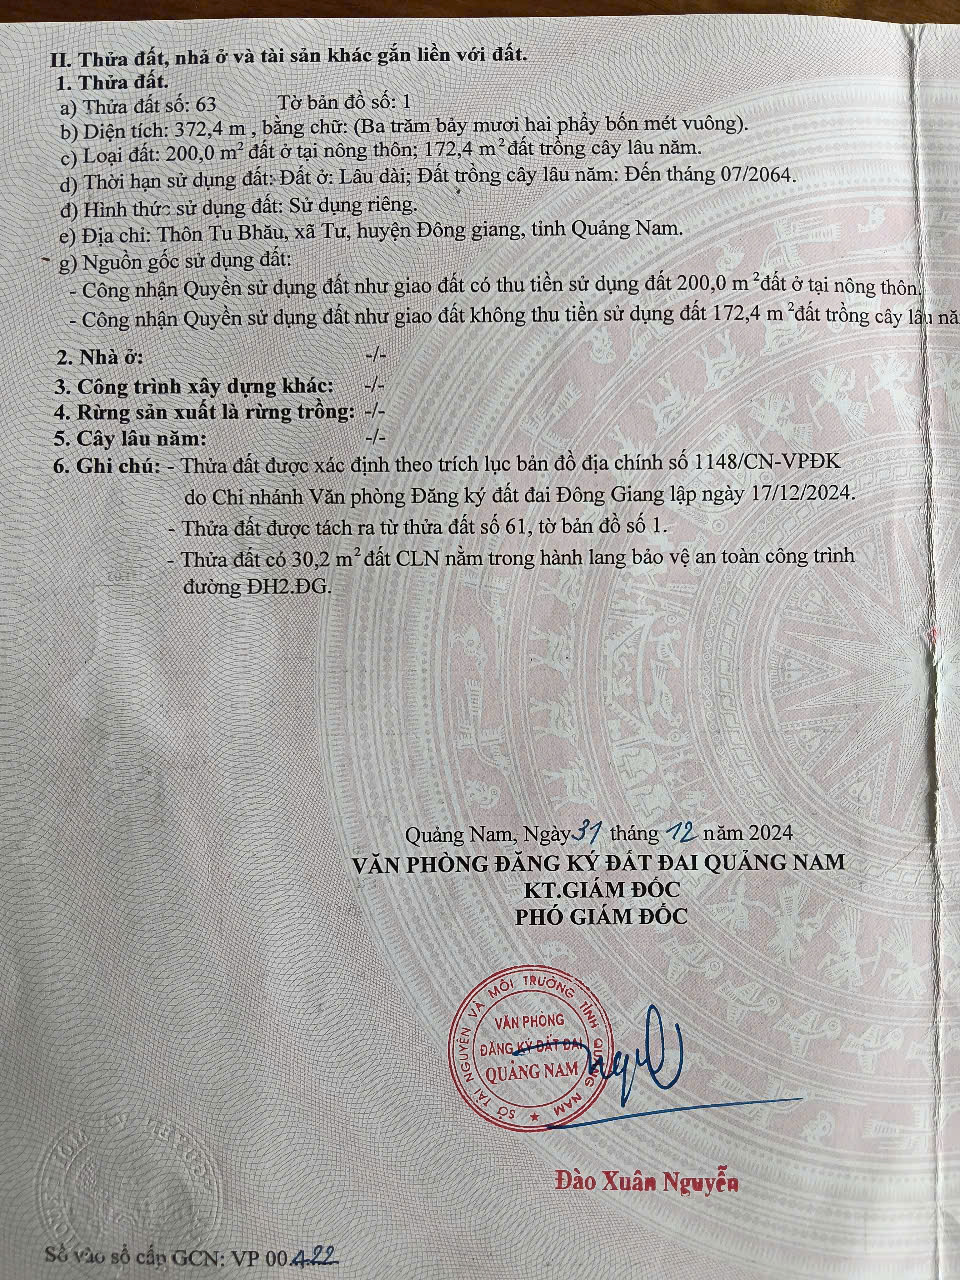 II. Thửa đất, nhả ở và tài sản khác gắn liền với đất.
1. Thửa đất.
a) Thửa đất số: 63 Tờ bản đồ số: 1
b) Diện tích: 372,4 m , bằng chữ: (Ba trăm bảy mươi hai phẩy bốn mét vuông).
c) Loại đất: 200,0 m² đất ở tại nông thôn; 172,4 m² đất trồng cây lâu năm.
d) Thời hạn sử dụng đất: Đất ở: Lâu dài; Đất trồng cây lâu năm: Đến tháng 07/2064.
đ) Hình thức sử dụng đất: Sử dụng riêng.
e) Địa chỉ: Thôn Tu Bhău, xã Tư, huyện Đông giang, tỉnh Quảng Nam.
g) Nguồn gốc sử dụng đất:
- Công nhận Quyền sử dụng đất như giao đất có thu tiền sử dụng đất 200,0 m² đất ở tại nông thôn.
- Công nhận Quyền sử dụng đất như giao đất không thu tiền sử dụng đất 172,4 m² đất trồng cây lâu nă
2. Nhà ở: -/-
3. Công trình xây dựng khác: -/-
4. Rừng sản xuất là rừng trồng: -/-
5. Cây lâu năm: -/-
6. Ghi chú: - Thửa đất được xác định theo trích lục bản đồ địa chính số 1148/CN-VPĐK
do Chi nhánh Văn phòng Đăng ký đất đai Đông Giang lập ngày 17/12/2024.
- Thửa đất được tách ra từ thửa đất số 61, tờ bản đồ số 1.
- Thửa đất có 30,2 m² đất CLN nằm trong hành lang bảo vệ an toàn công trình
đường ĐH2.ĐG.
Quảng Nam, Ngày 31 tháng 12 năm 2024
VĂN PHÒNG ĐĂNG KÝ ĐẤT ĐAI QUẢNG NAM
KT.GIÁM ĐỐC
PHÓ GIÁM ĐỐC
SỞ TÀI NGUYÊN VÀ MÔI TRƯỜNG TỈNH QUẢNG NAM
VĂN PHÒNG
ĐĂNG KÝ ĐẤT ĐAI
QUẢNG NAM
Đào Xuân Nguyễn
Số vào sổ cấp GCN: VP 00422